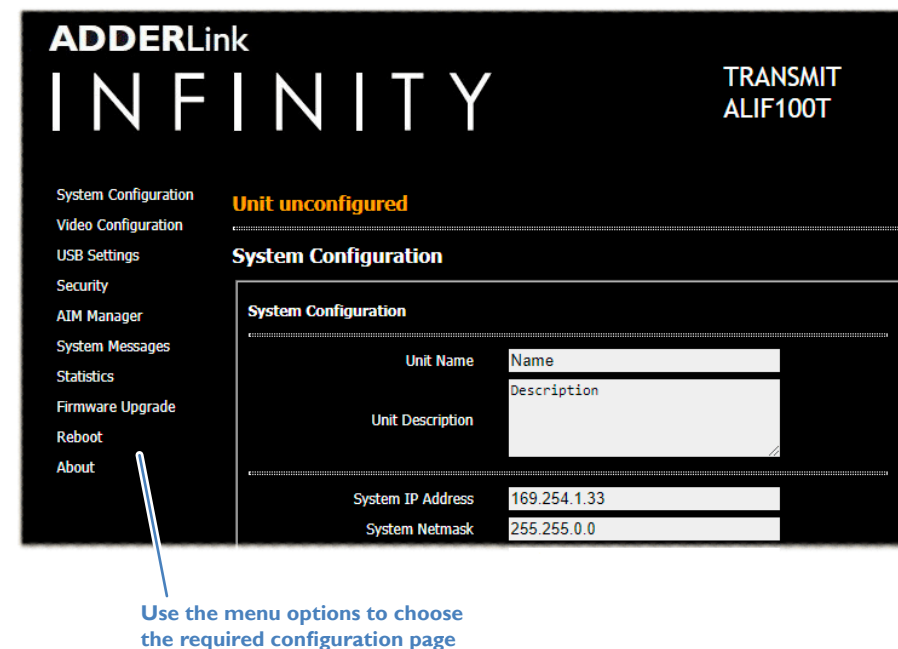 ADDERLink
INFINITY
TRANSMIT
ALIF100T
System Configuration
Video Configuration
USB Settings
Security
AIM Manager
System Messages
Statistics
Firmware Upgrade
Reboot
About
Unit unconfigured
System Configuration
System Configuration
Unit Name Name
Unit Description Description
System IP Address 169.254.1.33
System Netmask 255.255.0.0
Use the menu options to choose
the required configuration page